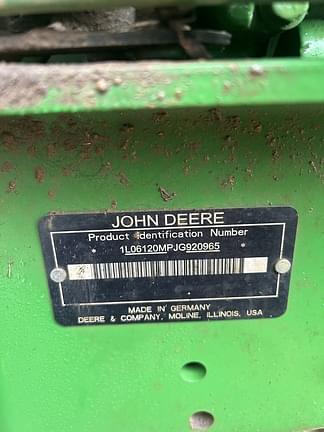 JOHN DEERE
Product Identification Number
1L06120MPJG920965
MADE IN GERMANY
DEERE & COMPANY, MOLINE, ILLINOIS, USA